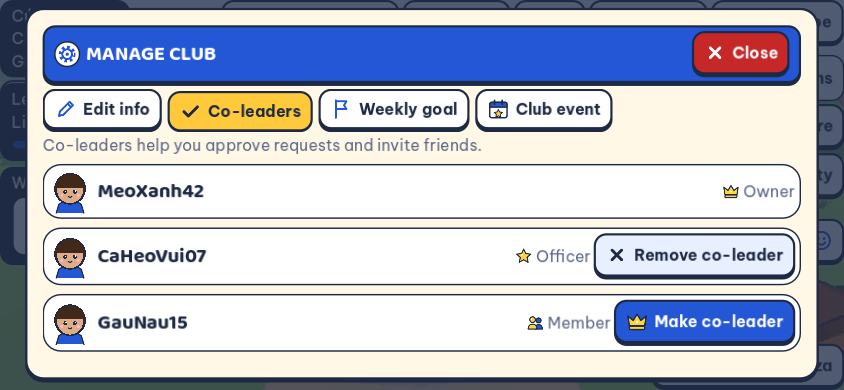 MANAGE CLUB
Close
Edit info
Co-leaders
Weekly goal
Club event
Co-leaders help you approve requests and invite friends.
MeoXanh42
Owner
CaHeoVui07
Officer
Remove co-leader
GauNau15
Member
Make co-leader